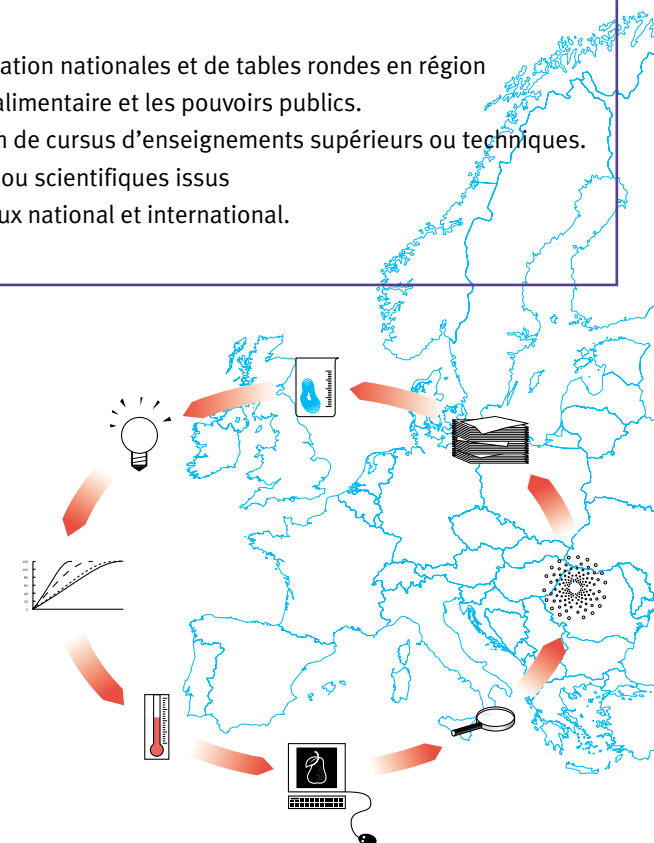 ation nationales et de tables rondes en région
alimentaire et les pouvoirs publics.
n de cursus d’enseignements supérieurs ou techniques.
ou scientifiques issus
ux national et international.